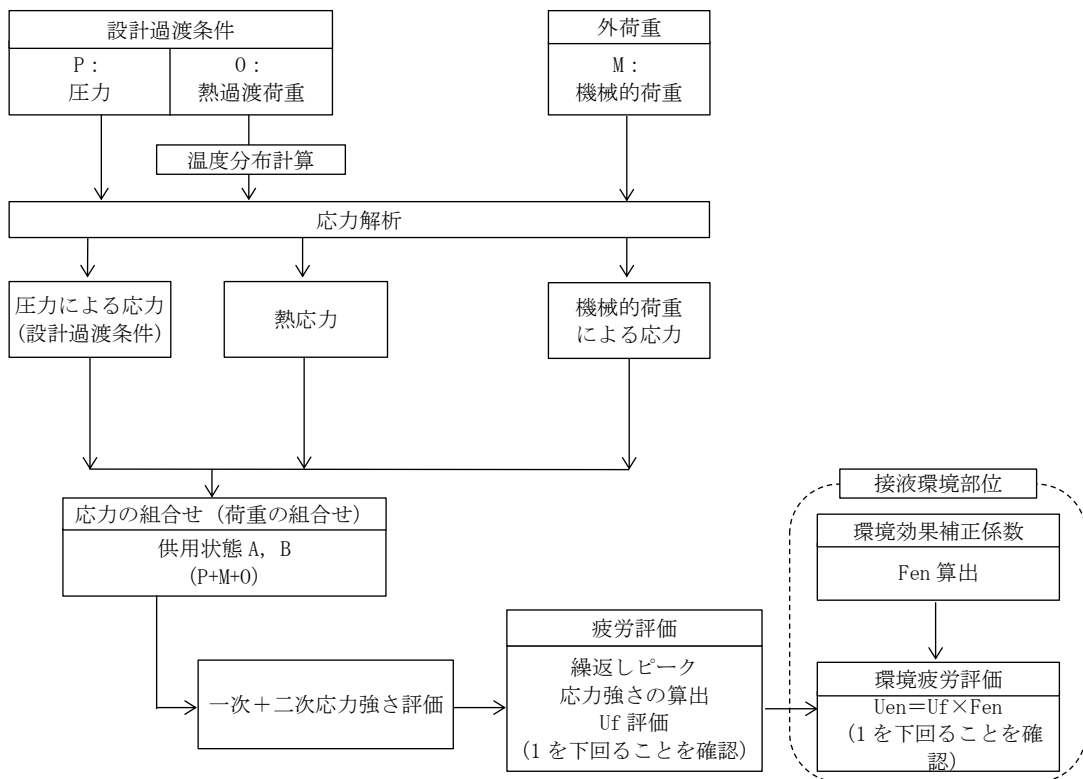 設計過渡条件
P:
圧力
O:
熱過渡荷重
外荷重
M:
機械的荷重
温度分布計算
応力解析
圧力による応力
(設計過渡条件)
熱応力
機械的荷重
による応力
応力の組合せ（荷重の組合せ）
供用状態 A, B
(P+M+O)
一次＋二次応力強さ評価
疲労評価
繰返しピーク
応力強さの算出
Uf 評価
（1 を下回ることを確認）
接液環境部位
環境効果補正係数
Fen 算出
環境疲労評価
Uen＝Uf×Fen
（1 を下回ることを確
認）